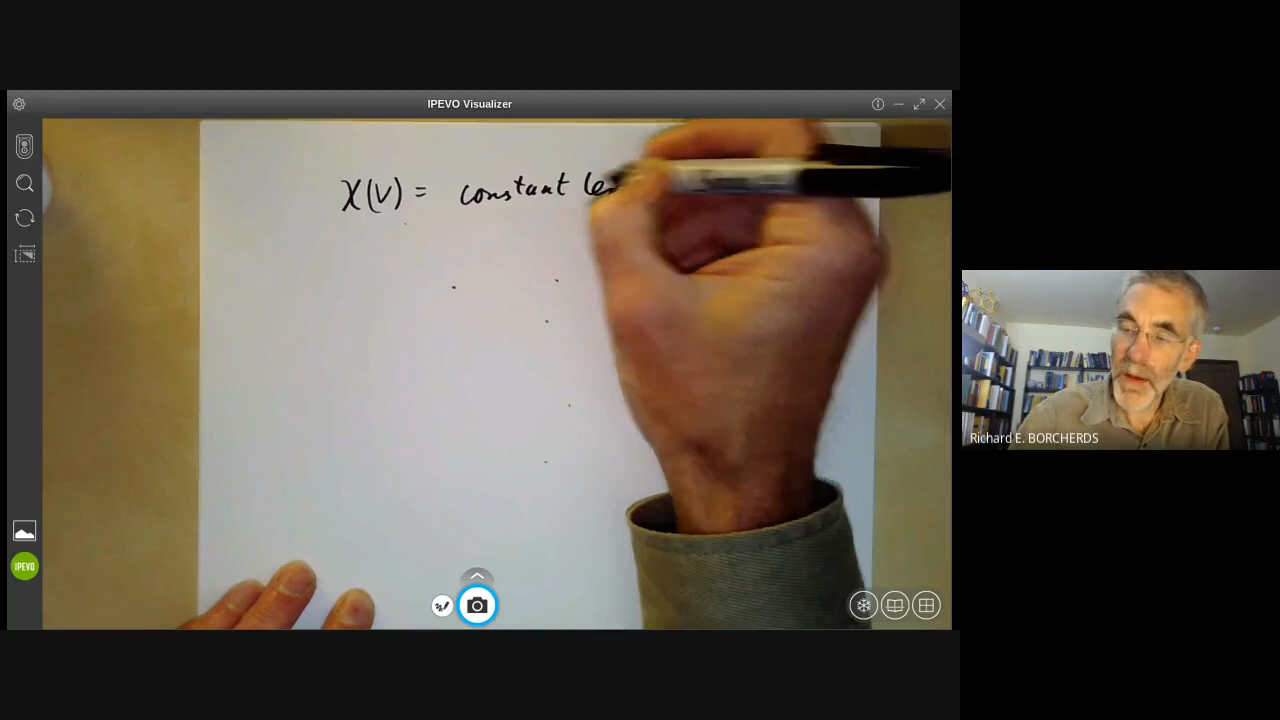 IPEVO Visualizer
χ(V) = constant
Richard E. BORCHERDS
IPEVO